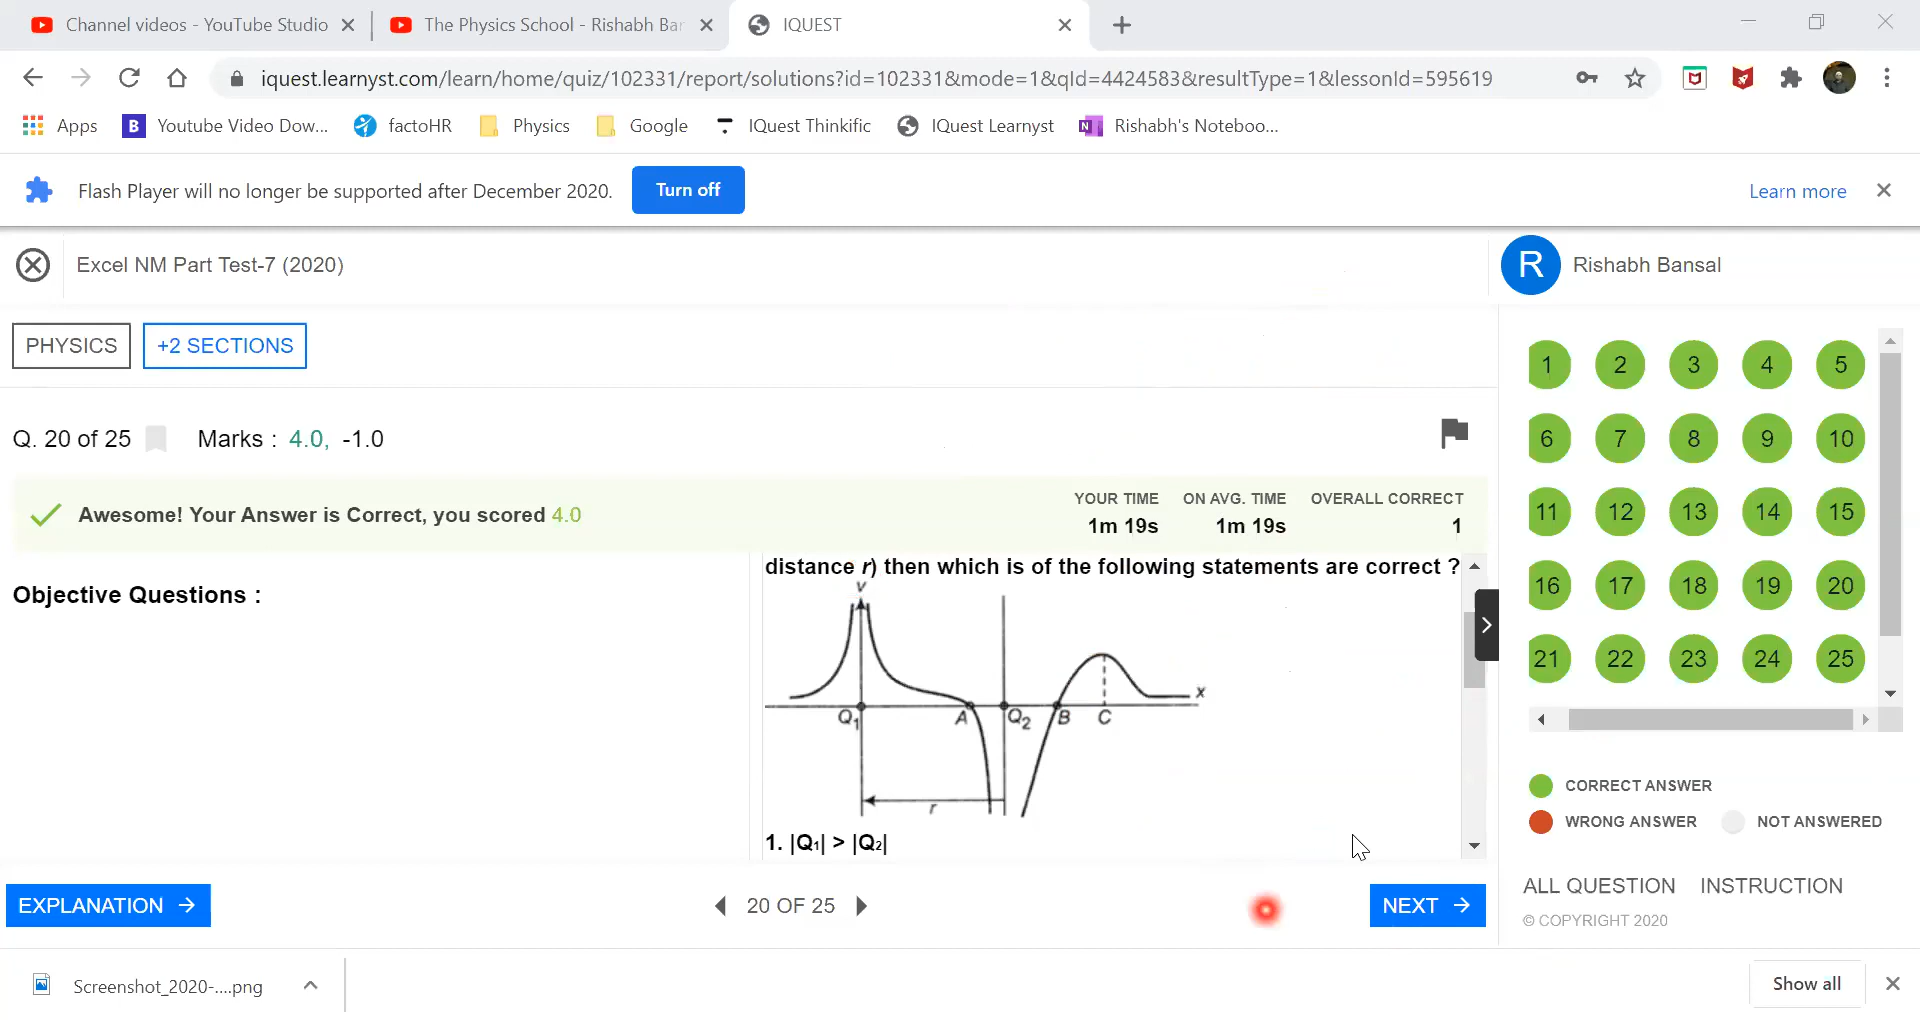 Channel videos - YouTube Studio
The Physics School - Rishabh Bar
IQUEST
iquest.learnyst.com/learn/home/quiz/102331/report/solutions?id=102331&mode=1&qId=4424583&resultType=1&lessonId=595619
Apps
B
Youtube Video Dow...
factoHR
Physics
Google
IQuest Thinkific
IQuest Learnyst
N
Rishabh's Noteboo...
Flash Player will no longer be supported after December 2020.
Turn off
Learn more
Excel NM Part Test-7 (2020)
R
Rishabh Bansal
PHYSICS
+2 SECTIONS
Q. 20 of 25
Marks : 4.0, -1.0
Awesome! Your Answer is Correct, you scored 4.0
YOUR TIME
1m 19s
ON AVG. TIME
1m 19s
OVERALL CORRECT
1
Objective Questions :
distance r) then which is of the following statements are correct ?
V
Q₁
A
Q₂
B
C
x
r
1. |Q₁| > |Q₂|
1 2 3 4 5
6 7 8 9 10
11 12 13 14 15
16 17 18 19 20
21 22 23 24 25
CORRECT ANSWER
WRONG ANSWER
NOT ANSWERED
EXPLANATION
20 OF 25
NEXT
ALL QUESTION
INSTRUCTION
© COPYRIGHT 2020
Screenshot_2020-....png
Show all